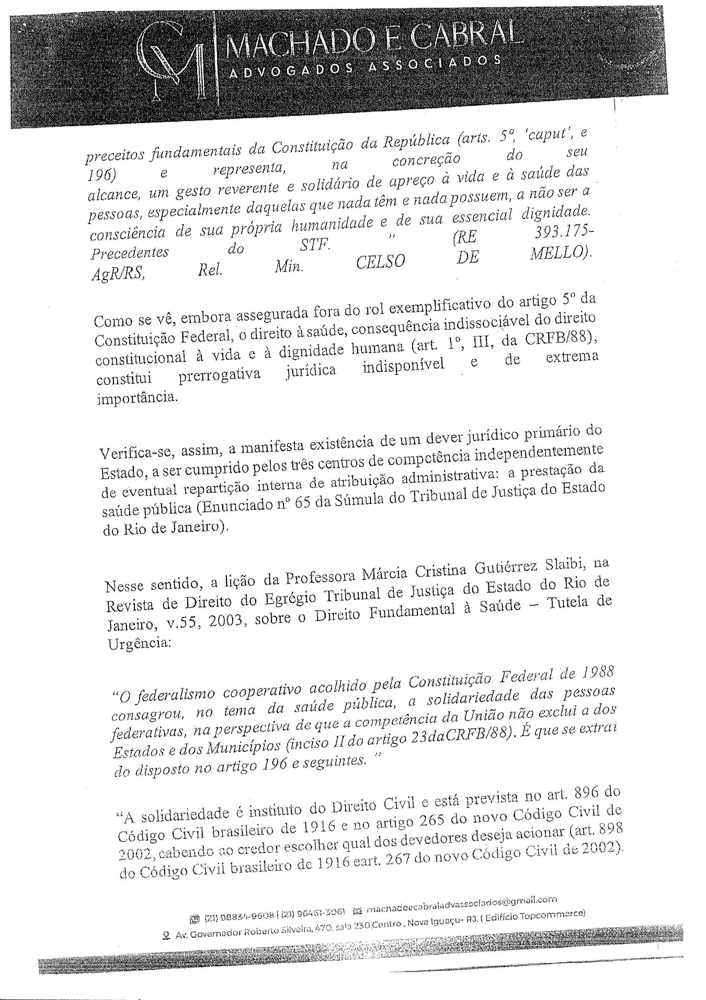 CM
MACHADO E CABRAL
ADVOGADOS ASSOCIADOS
preceitos fundamentais da Constituição da República (arts. 5º, ‘caput’, e
196) e representa, na concreção do seu
alcance, um gesto reverente e solidário de apreço à vida e à saúde das
pessoas, especialmente daquelas que nada têm e nada possuem, a não ser a
consciência de sua própria humanidade e de sua essencial dignidade.
Precedentes do STF. ” (RE 393.175-
AgR/RS, Rel. Min. CELSO DE MELLO).
Como se vê, embora assegurada fora do rol exemplificativo do artigo 5º da
Constituição Federal, o direito à saúde, consequência indissociável do direito
constitucional à vida e à dignidade humana (art. 1º, III, da CRFB/88),
constitui prerrogativa jurídica indisponível e de extrema
importância.
Verifica-se, assim, a manifesta existência de um dever jurídico primário do
Estado, a ser cumprido pelos três centros de competência independentemente
de eventual repartição interna de atribuição administrativa: a prestação da
saúde pública (Enunciado nº 65 da Súmula do Tribunal de Justiça do Estado
do Rio de Janeiro).
Nesse sentido, a lição da Professora Márcia Cristina Gutiérrez Slaibi, na
Revista de Direito do Egrégio Tribunal de Justiça do Estado do Rio de
Janeiro, v.55, 2003, sobre o Direito Fundamental à Saúde – Tutela de
Urgência:
“O federalismo cooperativo acolhido pela Constituição Federal de 1988
consagrou, no tema da saúde pública, a solidariedade das pessoas
federativas, na perspectiva de que a competência da União não exclui a dos
Estados e dos Municípios (inciso II do artigo 23daCRFB/88). É que se extrai
do disposto no artigo 196 e seguintes. ”
“A solidariedade é instituto do Direito Civil e está prevista no art. 896 do
Código Civil brasileiro de 1916 e no artigo 265 do novo Código Civil de
2002, cabendo ao credor escolher qual dos devedores deseja acionar (art. 898
do Código Civil brasileiro de 1916 eart. 267 do novo Código Civil de 2002).
(21) 98834-9608 | (21) 96461-3061 machadoecabraladvassociados@gmail.com
Av. Governador Roberto Silveira, 470, sala 230,Centro , Nova Iguaçu- RJ. ( Edifício Topcommerce)